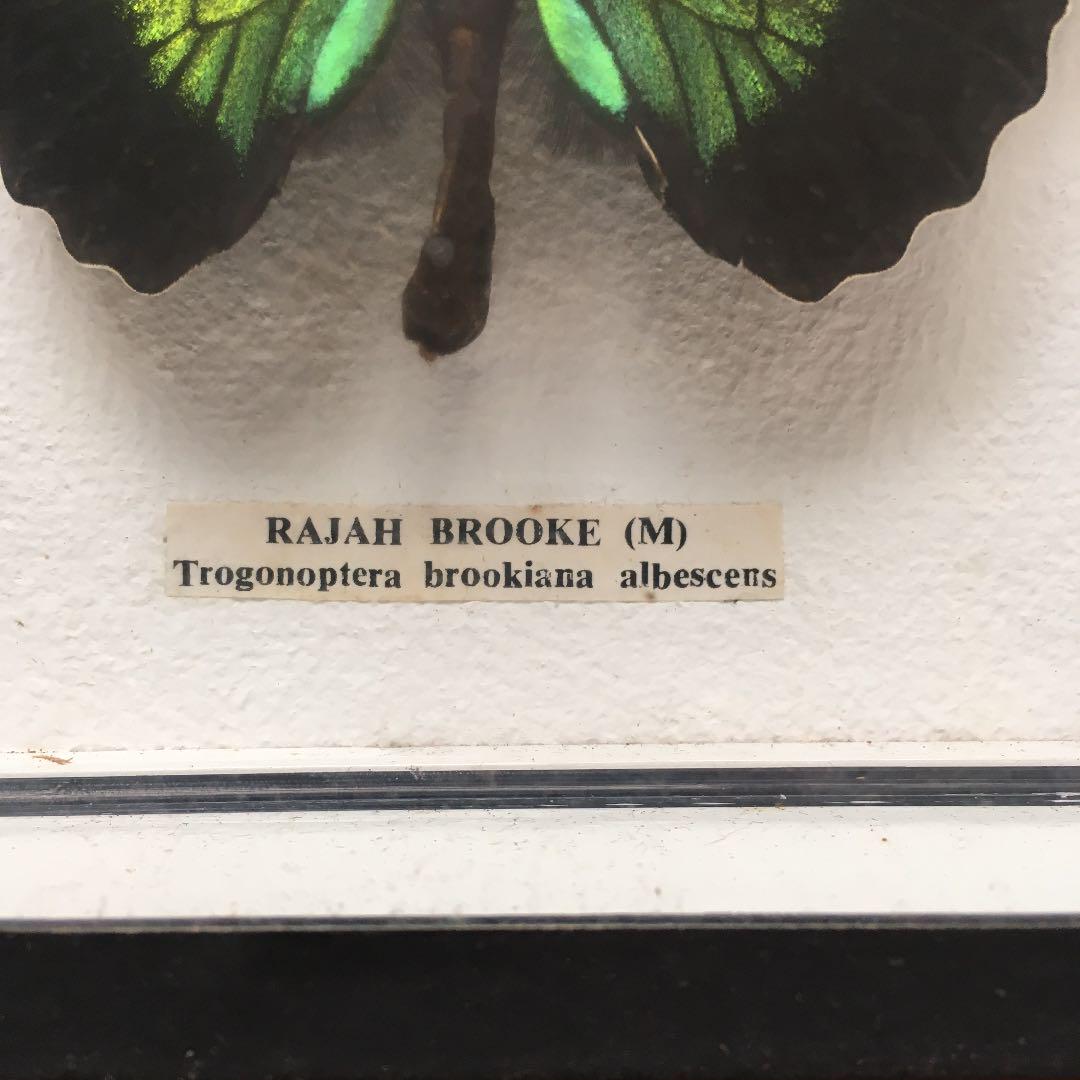 RAJAH BROOKE (M)
Trogonoptera brookiana albescens